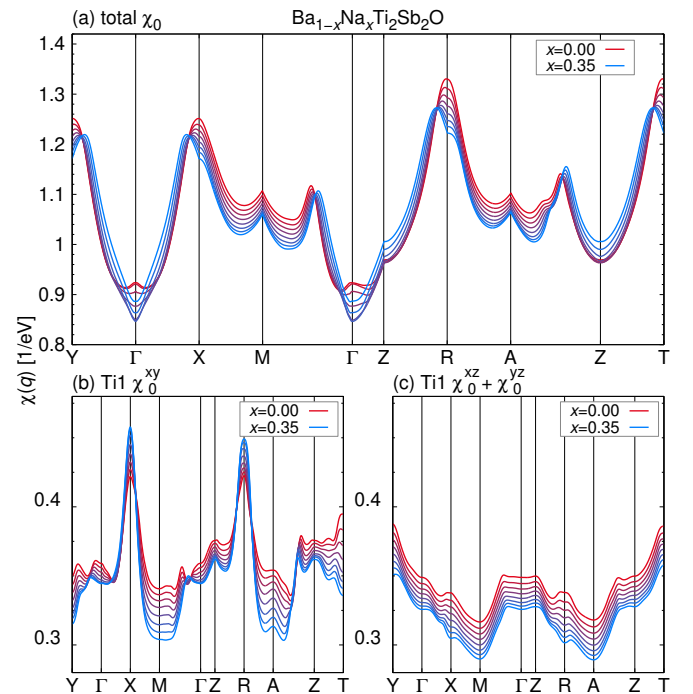 (a) total χ₀ Ba₁₋ₓNaₓTi₂Sb₂O
x=0.00
x=0.35
1.4
1.3
1.2
1.1
1
0.9
0.8
Y Γ X M Γ Z R A Z T
χ(q) [1/eV]
(b) Ti1 χ₀ˣʸ
x=0.00
x=0.35
0.4
0.3
Y Γ X M Γ Z R A Z T
(c) Ti1 χ₀ˣᶻ + χ₀ʸᶻ
x=0.00
x=0.35
0.4
0.3
Y Γ X M Γ Z R A Z T